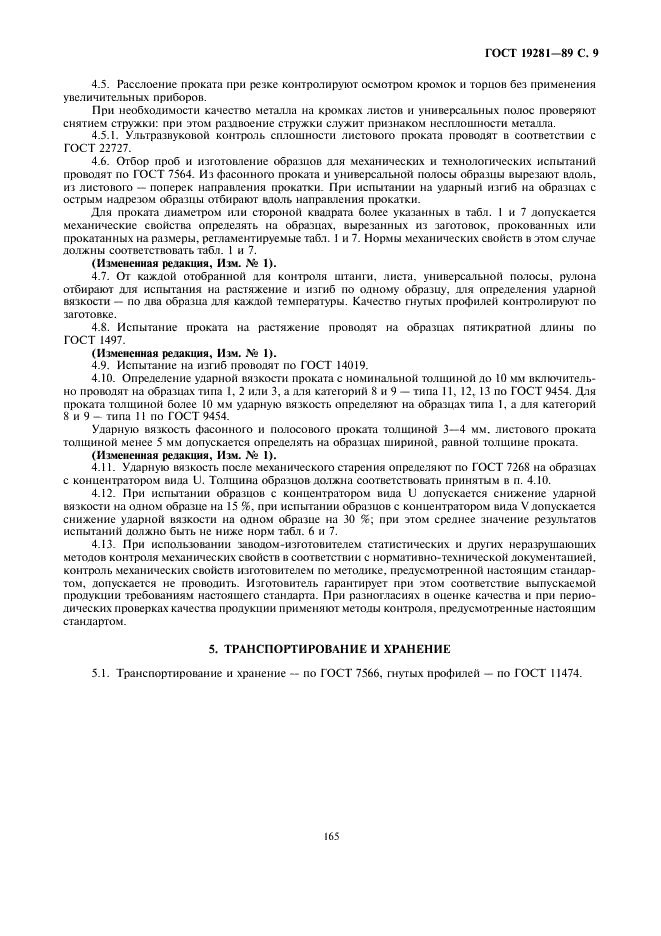 ГОСТ 19281—89 С. 9
4.5. Расслоение проката при резке контролируют осмотром кромок и торцов без применения
увеличительных приборов.
При необходимости качество металла на кромках листов и универсальных полос проверяют
снятием стружки: при этом раздвоение стружки служит признаком несплошности металла.
4.5.1. Ультразвуковой контроль сплошности листового проката проводят в соответствии с
ГОСТ 22727.
4.6. Отбор проб и изготовление образцов для механических и технологических испытаний
проводят по ГОСТ 7564. Из фасонного проката и универсальной полосы образцы вырезают вдоль,
из листового — поперек направления прокатки. При испытании на ударный изгиб на образцах с
острым надрезом образцы отбирают вдоль направления прокатки.
Для проката диаметром или стороной квадрата более указанных в табл. 1 и 7 допускается
механические свойства определять на образцах, вырезанных из заготовок, прокованных или
прокатанных на размеры, регламентируемые табл. 1 и 7. Нормы механических свойств в этом случае
должны соответствовать табл. 1 и 7.
(Измененная редакция, Изм. № 1).
4.7. От каждой отобранной для контроля штанги, листа, универсальной полосы, рулона
отбирают для испытания на растяжение и изгиб по одному образцу, для определения ударной
вязкости — по два образца для каждой температуры. Качество гнутых профилей контролируют по
заготовке.
4.8. Испытание проката на растяжение проводят на образцах пятикратной длины по
ГОСТ 1497.
(Измененная редакция, Изм. № 1).
4.9. Испытание на изгиб проводят по ГОСТ 14019.
4.10. Определение ударной вязкости проката с номинальной толщиной до 10 мм включитель-
но проводят на образцах типа 1, 2 или 3, а для категорий 8 и 9 — типа 11, 12, 13 по ГОСТ 9454. Для
проката толщиной более 10 мм ударную вязкость определяют на образцах типа 1, а для категорий
8 и 9 — типа 11 по ГОСТ 9454.
Ударную вязкость фасонного и полосового проката толщиной 3—4 мм, листового проката
толщиной менее 5 мм допускается определять на образцах шириной, равной толщине проката.
(Измененная редакция, Изм. № 1).
4.11. Ударную вязкость после механического старения определяют по ГОСТ 7268 на образцах
с концентратором вида U. Толщина образцов должна соответствовать принятым в п. 4.10.
4.12. При испытании образцов с концентратором вида U допускается снижение ударной
вязкости на одном образце на 15 %, при испытании образцов с концентратором вида V допускается
снижение ударной вязкости на одном образце на 30 %; при этом среднее значение результатов
испытаний должно быть не ниже норм табл. 6 и 7.
4.13. При использовании заводом-изготовителем статистических и других неразрушающих
методов контроля механических свойств в соответствии с нормативно-технической документацией,
контроль механических свойств изготовителем по методике, предусмотренной настоящим стандар-
том, допускается не проводить. Изготовитель гарантирует при этом соответствие выпускаемой
продукции требованиям настоящего стандарта. При разногласиях в оценке качества и при перио-
дических проверках качества продукции применяют методы контроля, предусмотренные настоящим
стандартом.
5. ТРАНСПОРТИРОВАНИЕ И ХРАНЕНИЕ
5.1. Транспортирование и хранение — по ГОСТ 7566, гнутых профилей — по ГОСТ 11474.
165